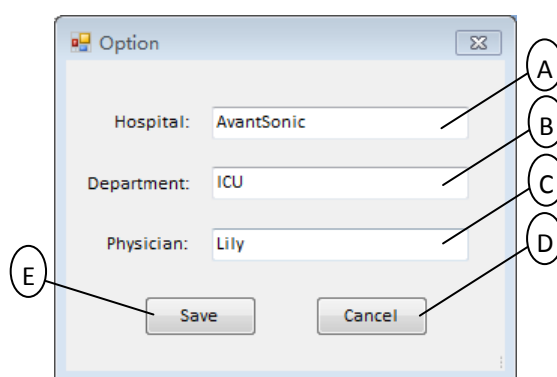 Option
A
Hospital: AvantSonic
B
Department: ICU
C
Physician: Lily
D
E
Save Cancel